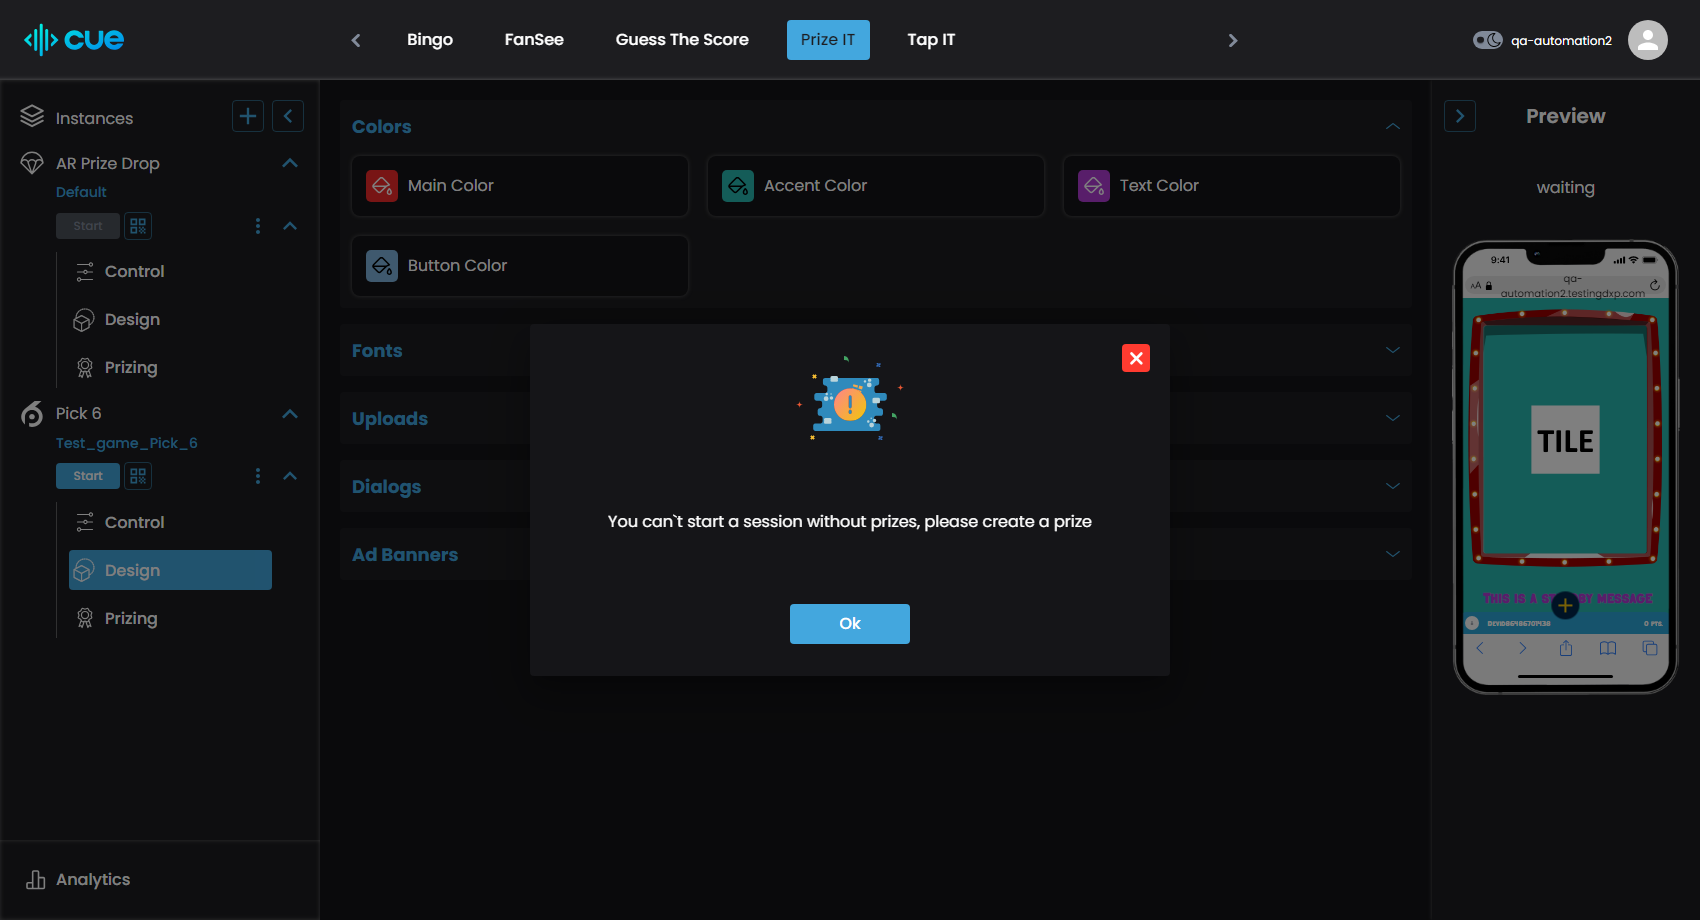 cue
Bingo
FanSee
Guess The Score
Prize IT
Tap IT
qa-automation2
Instances
AR Prize Drop
Default
Start
Control
Design
Prizing
Pick 6
Test_game_Pick_6
Start
Control
Design
Prizing
Analytics
Colors
Main Color
Accent Color
Text Color
Button Color
Fonts
Uploads
Dialogs
Ad Banners
You can`t start a session without prizes, please create a prize
Ok
Preview
waiting
9:41
AA
qa-
automation2.testingdxp.com
TILE
THIS IS A ST BY MESSAGE
0 PTS.